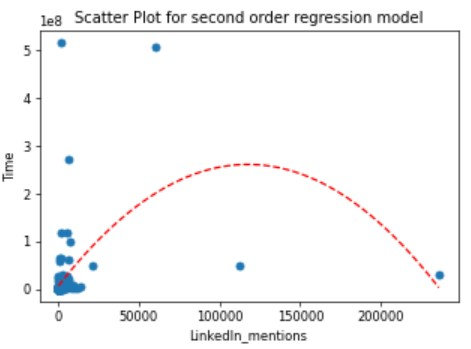 Scatter Plot for second order regression model
1e8
5
4
3
2
1
0
Time
0 50000 100000 150000 200000
LinkedIn_mentions